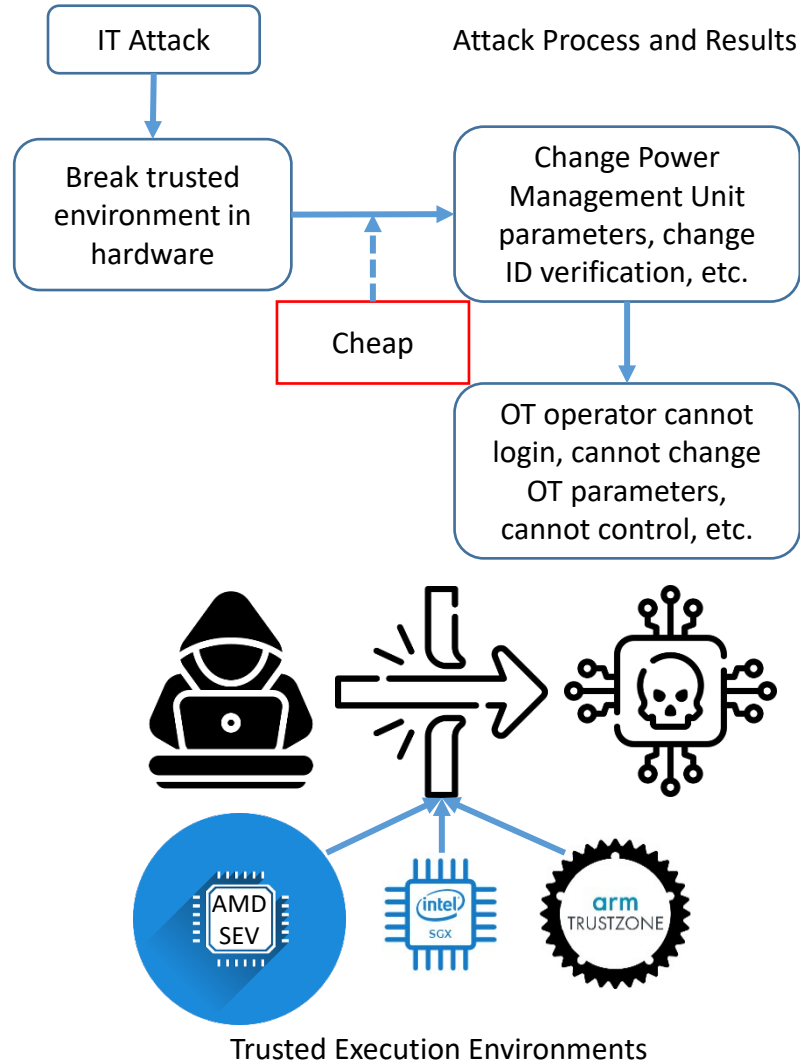 IT Attack
Attack Process and Results
Break trusted
environment in
hardware
Change Power
Management Unit
parameters, change
ID verification, etc.
Cheap
OT operator cannot
login, cannot change
OT parameters,
cannot control, etc.
AMD
SEV
intel
SGX
arm
TRUSTZONE
Trusted Execution Environments